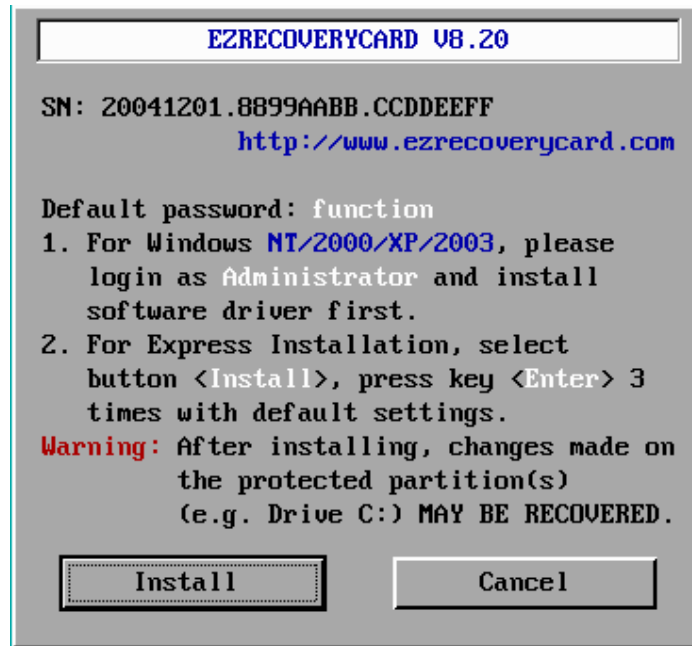 EZRECOVERYCARD V8.20
SN: 20041201.8899AABB.CCDDEEFF
http://www.ezrecoverycard.com
Default password: function
1. For Windows NT/2000/XP/2003, please
login as Administrator and install
software driver first.
2. For Express Installation, select
button <Install>, press key <Enter> 3
times with default settings.
Warning: After installing, changes made on
the protected partition(s)
(e.g. Drive C:) MAY BE RECOVERED.
Install
Cancel